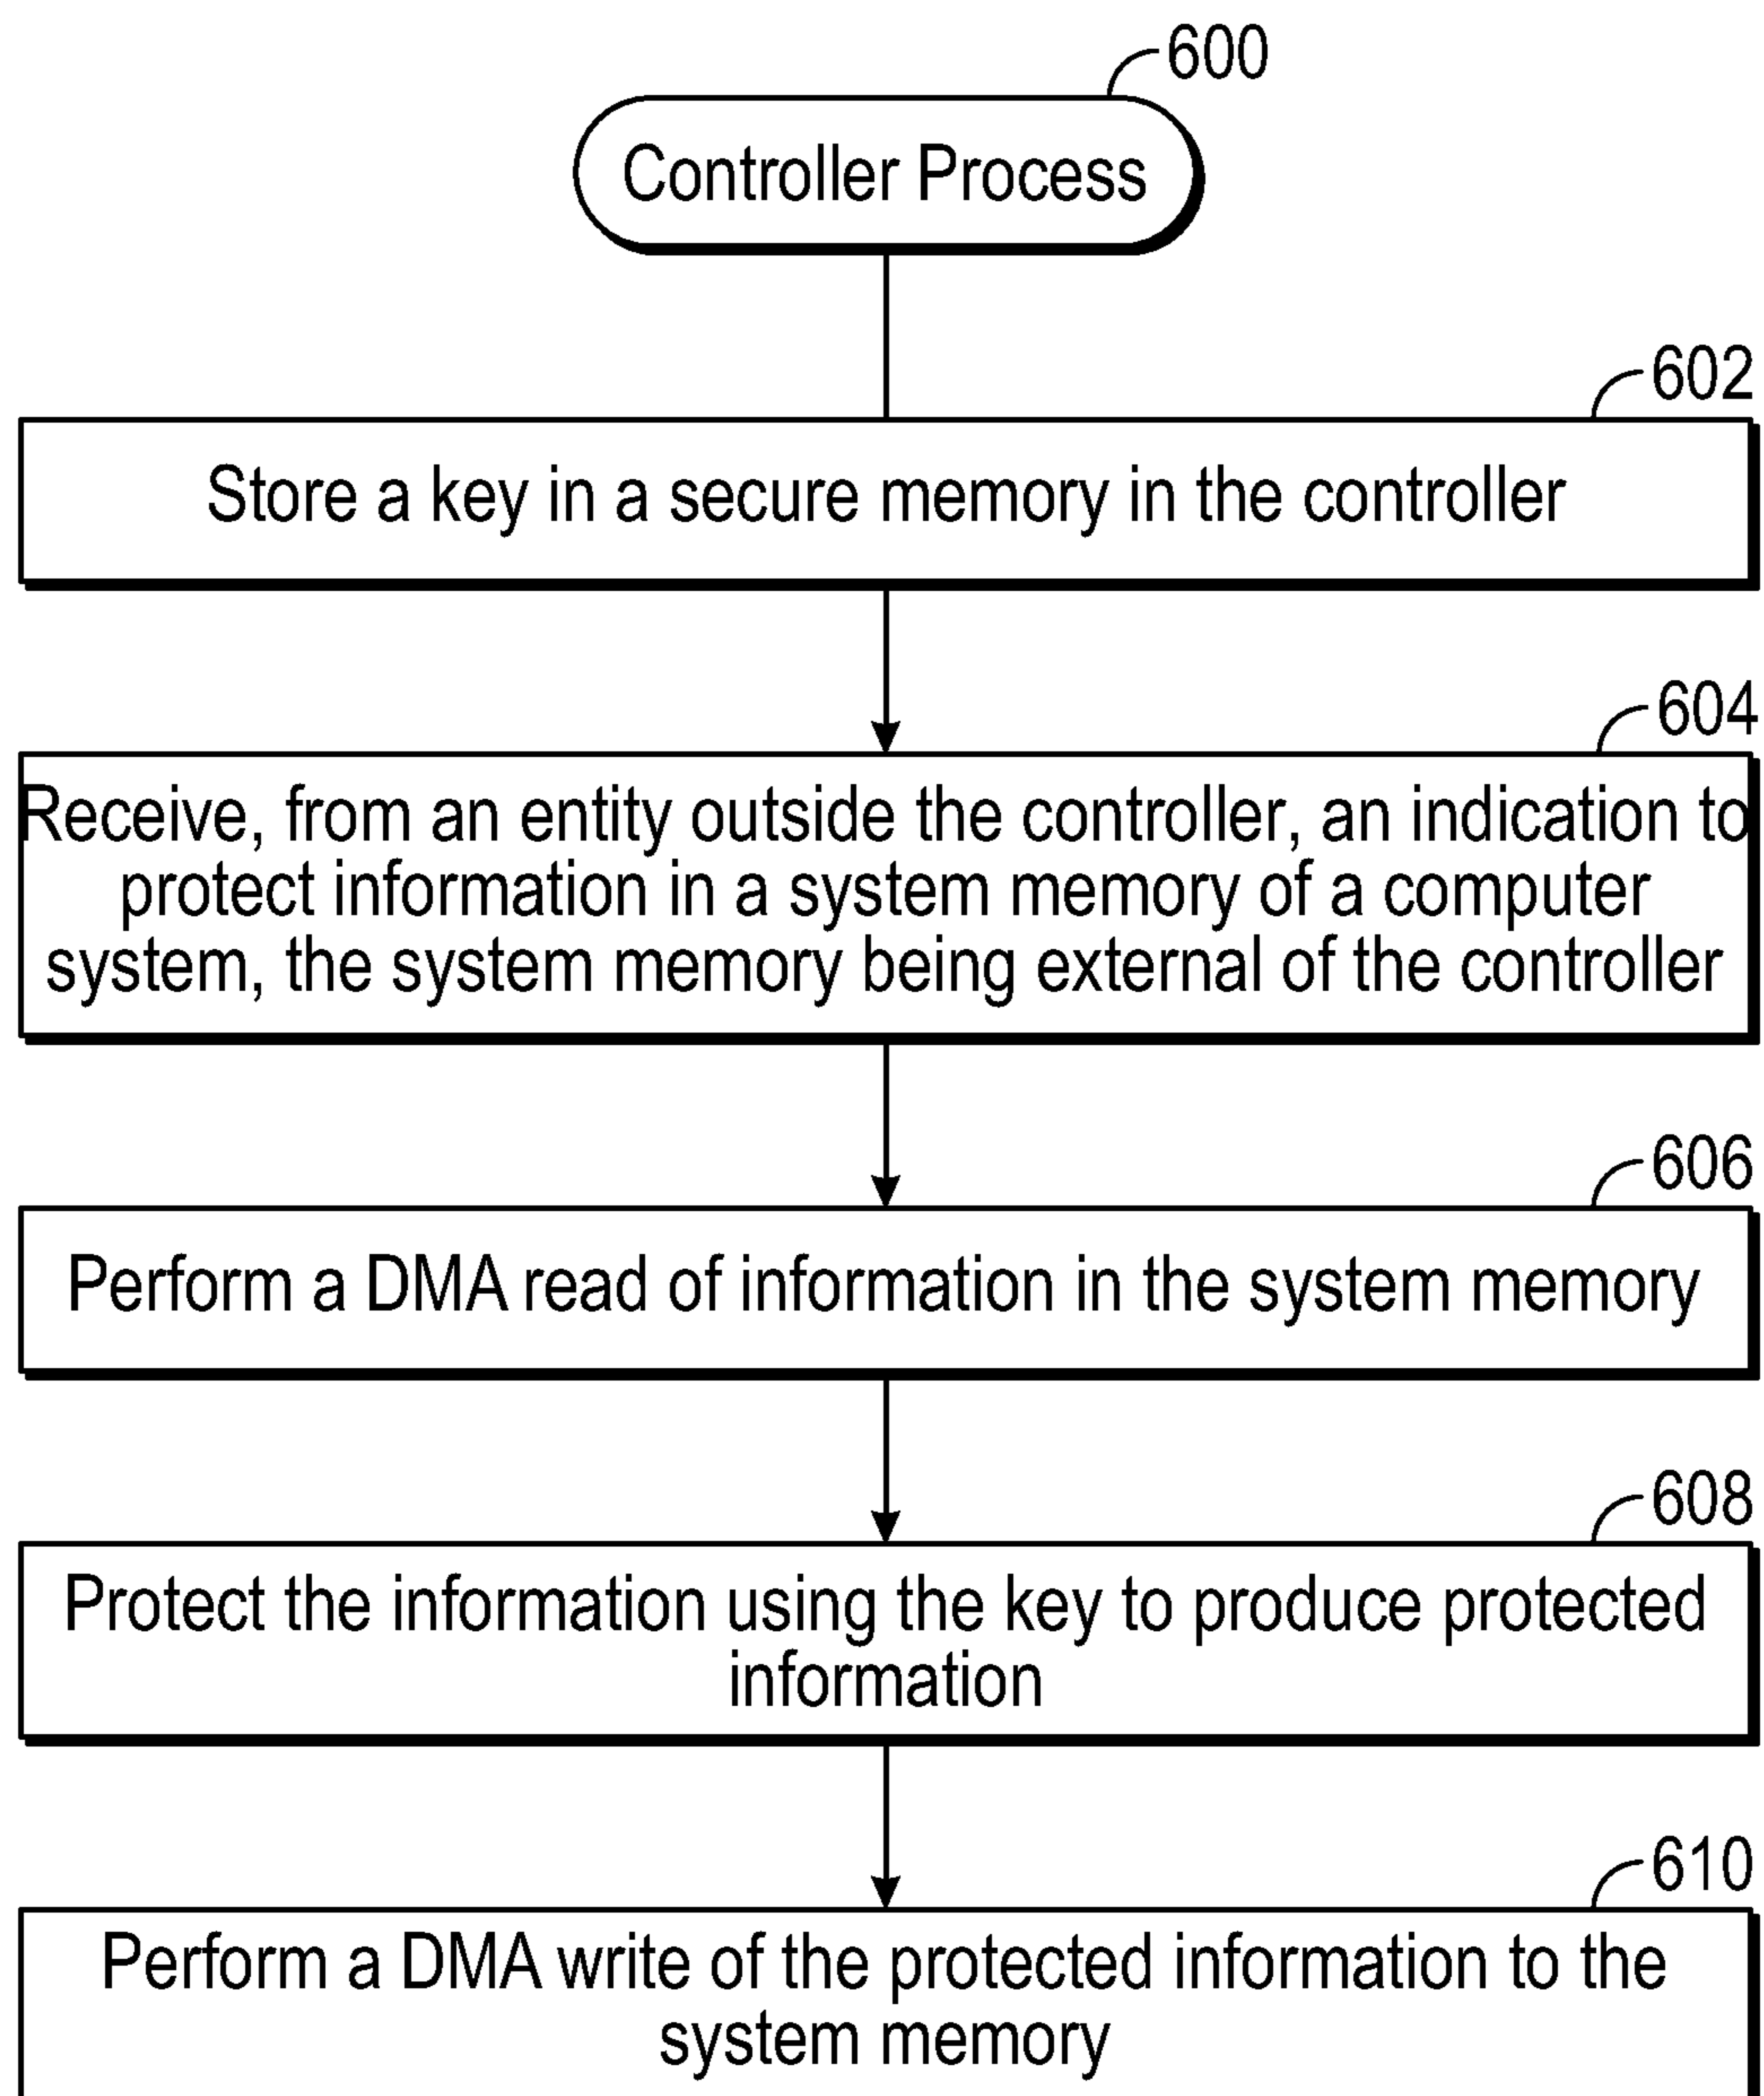 600
Controller Process
602
Store a key in a secure memory in the controller
604
Receive, from an entity outside the controller, an indication to
protect information in a system memory of a computer
system, the system memory being external of the controller
606
Perform a DMA read of information in the system memory
608
Protect the information using the key to produce protected
information
610
Perform a DMA write of the protected information to the
system memory